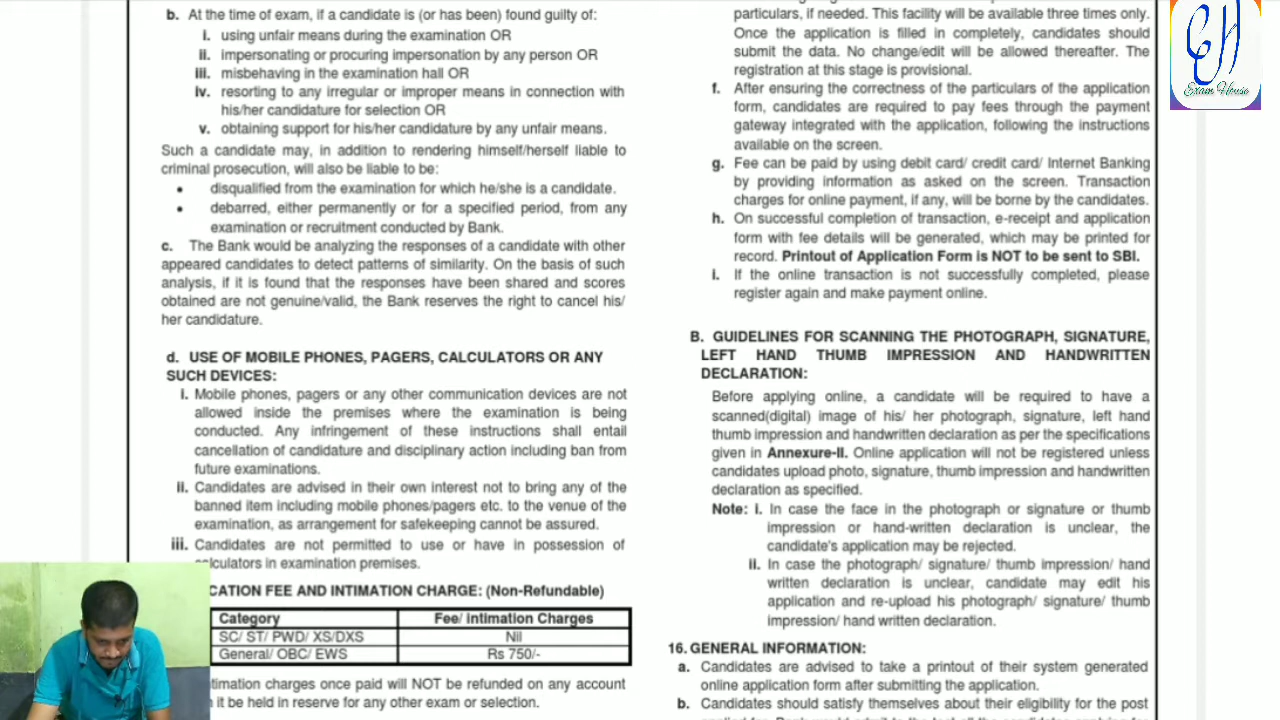 b. At the time of exam, if a candidate is (or has been) found guilty of:
i. using unfair means during the examination OR
ii. impersonating or procuring impersonation by any person OR
iii. misbehaving in the examination hall OR
iv. resorting to any irregular or improper means in connection with
his/her candidature for selection OR
v. obtaining support for his/her candidature by any unfair means.
Such a candidate may, in addition to rendering himself/herself liable to
criminal prosecution, will also be liable to be:
• disqualified from the examination for which he/she is a candidate.
• debarred, either permanently or for a specified period, from any
examination or recruitment conducted by Bank.
c. The Bank would be analyzing the responses of a candidate with other
appeared candidates to detect patterns of similarity. On the basis of such
analysis, if it is found that the responses have been shared and scores
obtained are not genuine/valid, the Bank reserves the right to cancel his/
her candidature.
d. USE OF MOBILE PHONES, PAGERS, CALCULATORS OR ANY
SUCH DEVICES:
i. Mobile phones, pagers or any other communication devices are not
allowed inside the premises where the examination is being
conducted. Any infringement of these instructions shall entail
cancellation of candidature and disciplinary action including ban from
future examinations.
ii. Candidates are advised in their own interest not to bring any of the
banned item including mobile phones/pagers etc. to the venue of the
examination, as arrangement for safekeeping cannot be assured.
iii. Candidates are not permitted to use or have in possession of
calculators in examination premises.
CATION FEE AND INTIMATION CHARGE: (Non-Refundable)
Category Fee/ Intimation Charges
SC/ ST/ PWD/ XS/DXS Nil
General/ OBC/ EWS Rs 750/-
timation charges once paid will NOT be refunded on any account
it be held in reserve for any other exam or selection.
particulars, if needed. This facility will be available three times only.
Once the application is filled in completely, candidates should
submit the data. No change/edit will be allowed thereafter. The
registration at this stage is provisional.
f. After ensuring the correctness of the particulars of the application
form, candidates are required to pay fees through the payment
gateway integrated with the application, following the instructions
available on the screen.
g. Fee can be paid by using debit card/ credit card/ Internet Banking
by providing information as asked on the screen. Transaction
charges for online payment, if any, will be borne by the candidates.
h. On successful completion of transaction, e-receipt and application
form with fee details will be generated, which may be printed for
record. Printout of Application Form is NOT to be sent to SBI.
i. If the online transaction is not successfully completed, please
register again and make payment online.
B. GUIDELINES FOR SCANNING THE PHOTOGRAPH, SIGNATURE,
LEFT HAND THUMB IMPRESSION AND HANDWRITTEN
DECLARATION:
Before applying online, a candidate will be required to have a
scanned(digital) image of his/ her photograph, signature, left hand
thumb impression and handwritten declaration as per the specifications
given in Annexure-II. Online application will not be registered unless
candidates upload photo, signature, thumb impression and handwritten
declaration as specified.
Note: i. In case the face in the photograph or signature or thumb
impression or hand-written declaration is unclear, the
candidate's application may be rejected.
ii. In case the photograph/ signature/ thumb impression/ hand
written declaration is unclear, candidate may edit his
application and re-upload his photograph/ signature/ thumb
impression/ hand written declaration.
16. GENERAL INFORMATION:
a. Candidates are advised to take a printout of their system generated
online application form after submitting the application.
b. Candidates should satisfy themselves about their eligibility for the post
Exam House